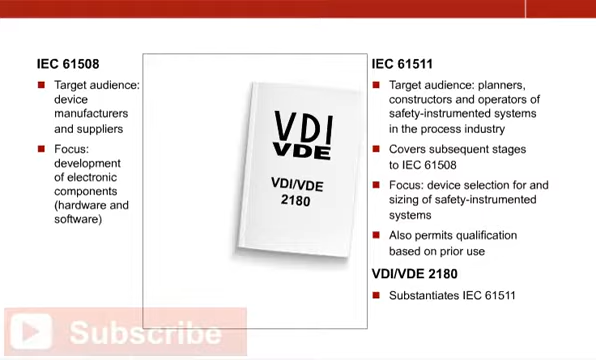 IEC 61508
Target audience:
device
manufacturers
and suppliers
Focus:
development
of electronic
components
(hardware and
software)
VDI
VDE
VDI/VDE
2180
IEC 61511
Target audience: planners,
constructors and operators of
safety-instrumented systems
in the process industry
Covers subsequent stages
to IEC 61508
Focus: device selection for and
sizing of safety-instrumented
systems
Also permits qualification
based on prior use
VDI/VDE 2180
Substantiates IEC 61511
Subscribe